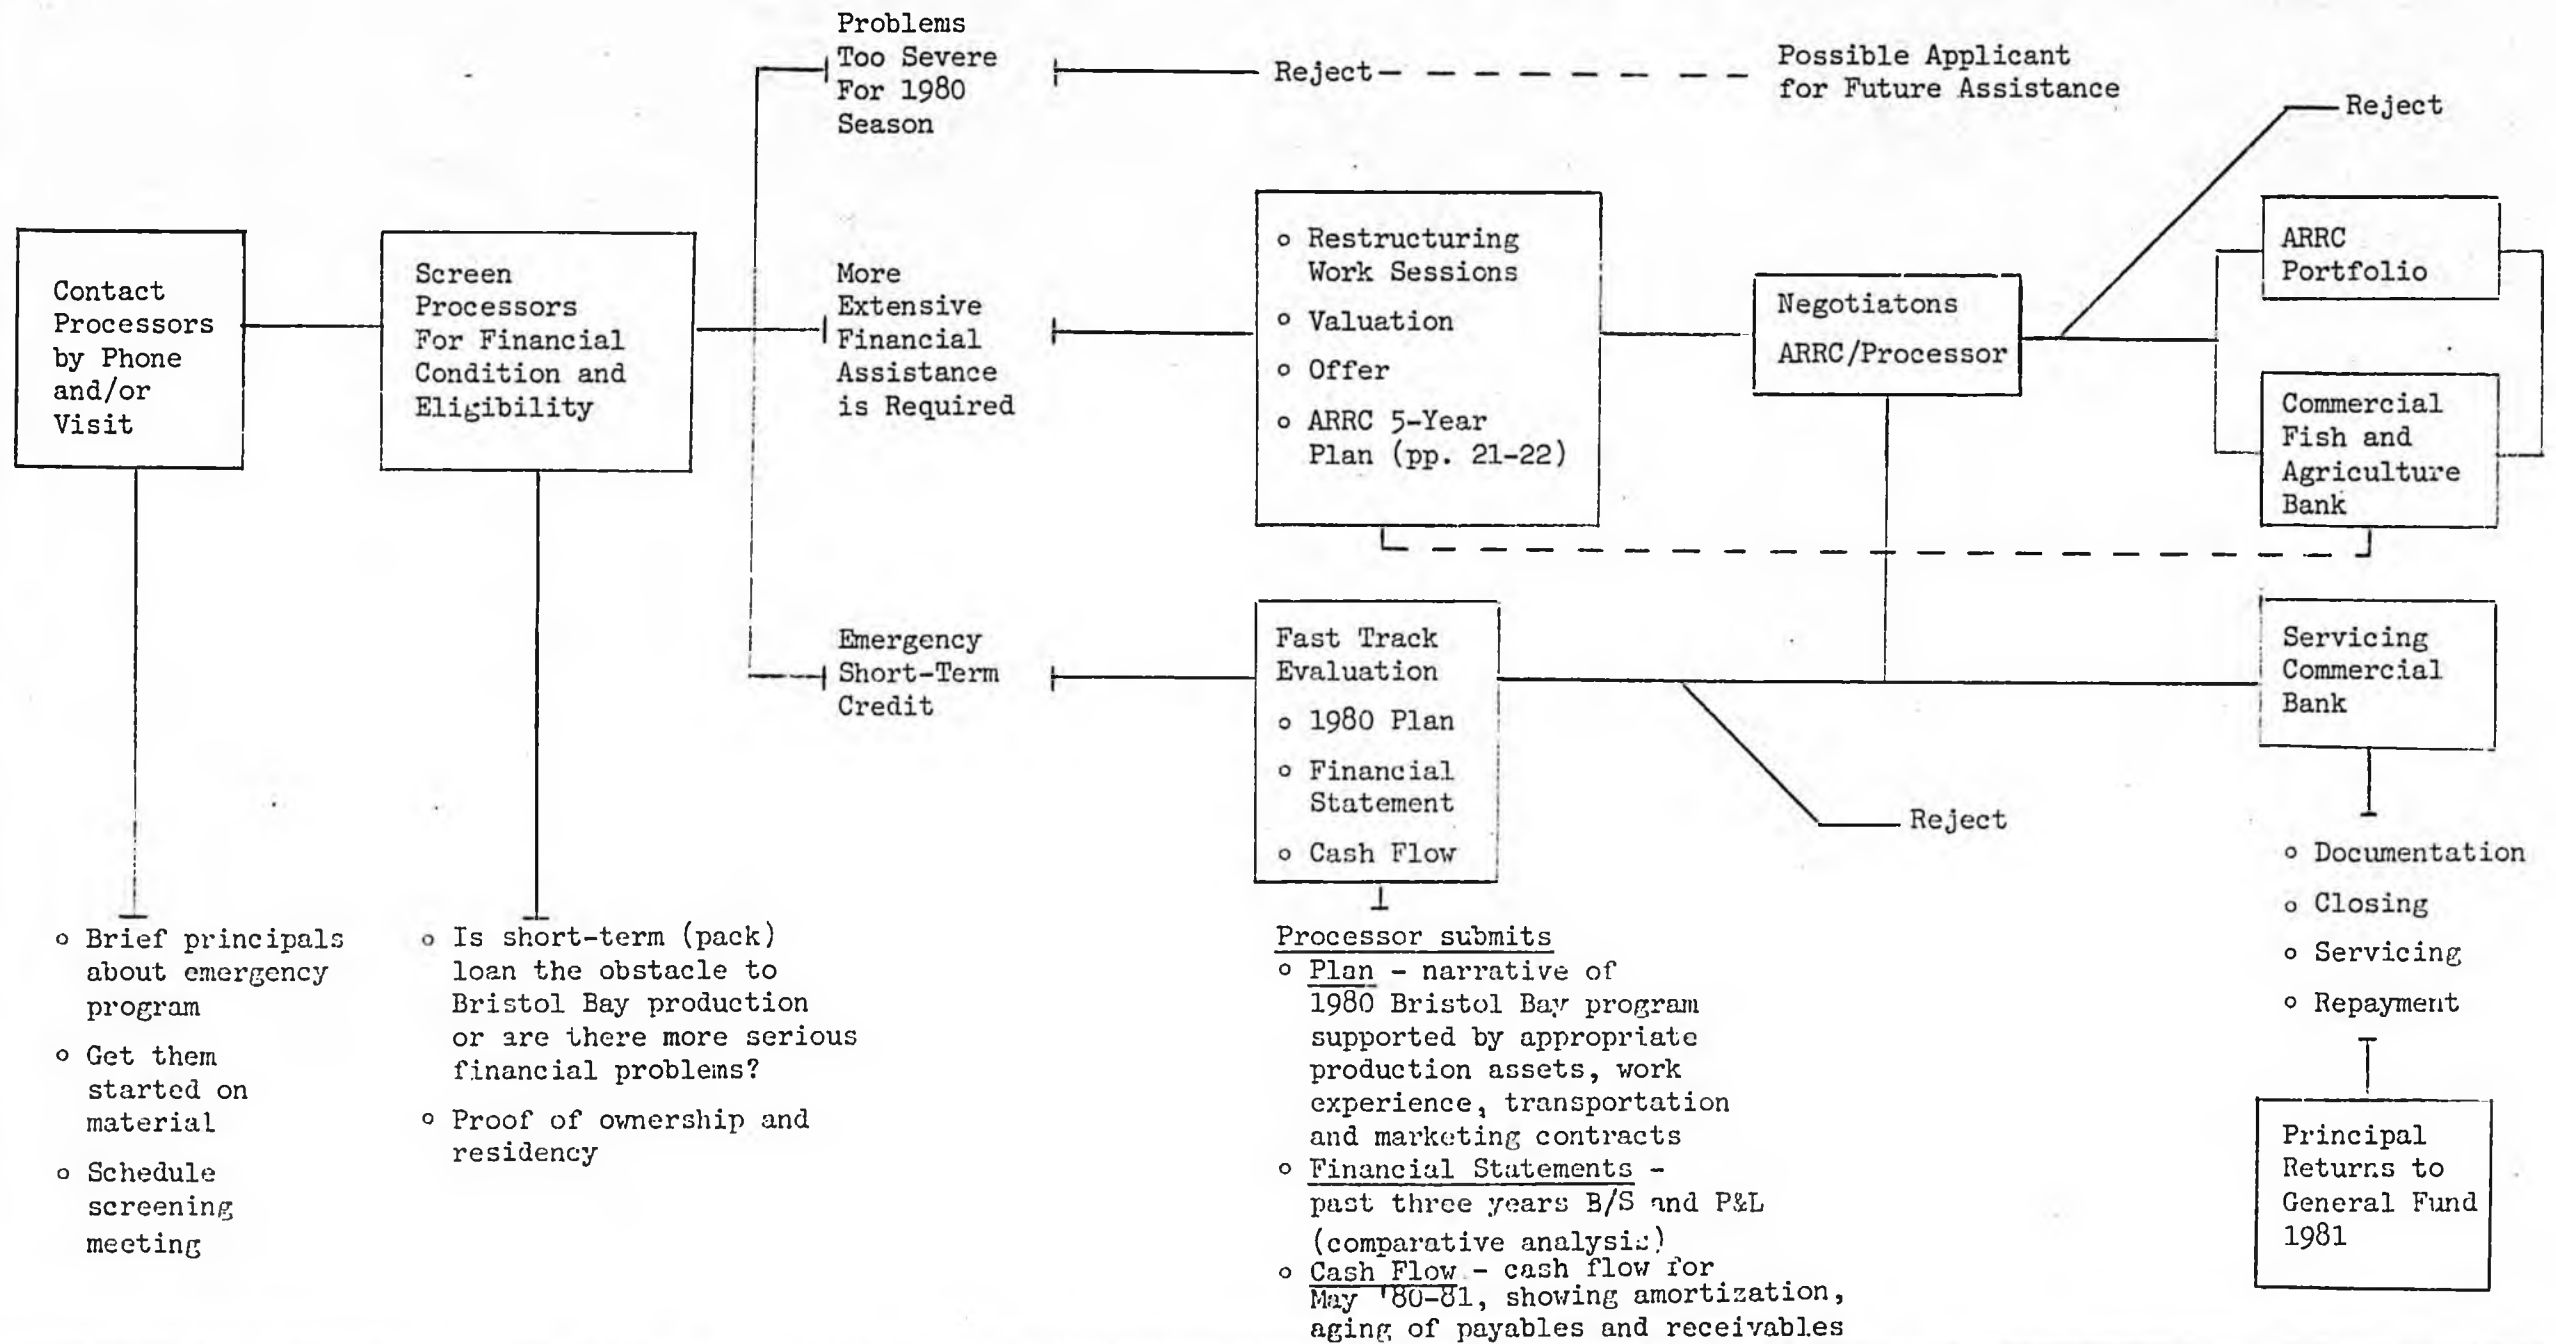 Problems
Too Severe
For 1980
Season
Reject
Possible Applicant
for Future Assistance
Reject
Contact
Processors
by Phone
and/or
Visit
Screen
Processors
For Financial
Condition and
Eligibility
More
Extensive
Financial
Assistance
is Required
o Restructuring
Work Sessions
o Valuation
o Offer
o ARRC 5-Year
Plan (pp. 21-22)
Negotiatons
ARRC/Processor
ARRC
Portfolio
Commercial
Fish and
Agriculture
Bank
Emergency
Short-Term
Credit
Fast Track
Evaluation
o 1980 Plan
o Financial
Statement
o Cash Flow
Reject
Servicing
Commercial
Bank
o Documentation
o Closing
o Servicing
o Repayment
Principal
Returns to
General Fund
1981
o Brief principals
about emergency
program
o Get them
started on
material
o Schedule
screening
meeting
o Is short-term (pack)
loan the obstacle to
Bristol Bay production
or are there more serious
financial problems?
o Proof of ownership and
residency
Processor submits
o Plan - narrative of
1980 Bristol Bay program
supported by appropriate
production assets, work
experience, transportation
and marketing contracts
o Financial Statements -
past three years B/S and P&L
(comparative analysis)
o Cash Flow - cash flow for
May '80-81, showing amortization,
aging of payables and receivables